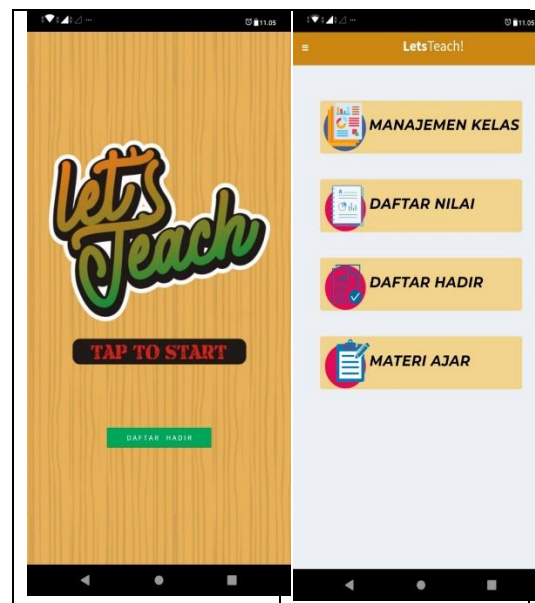 11.05
let's
Teach
TAP TO START
DAFTAR HADIR
11.05
LetsTeach!
MANAJEMEN KELAS
DAFTAR NILAI
DAFTAR HADIR
MATERI AJAR